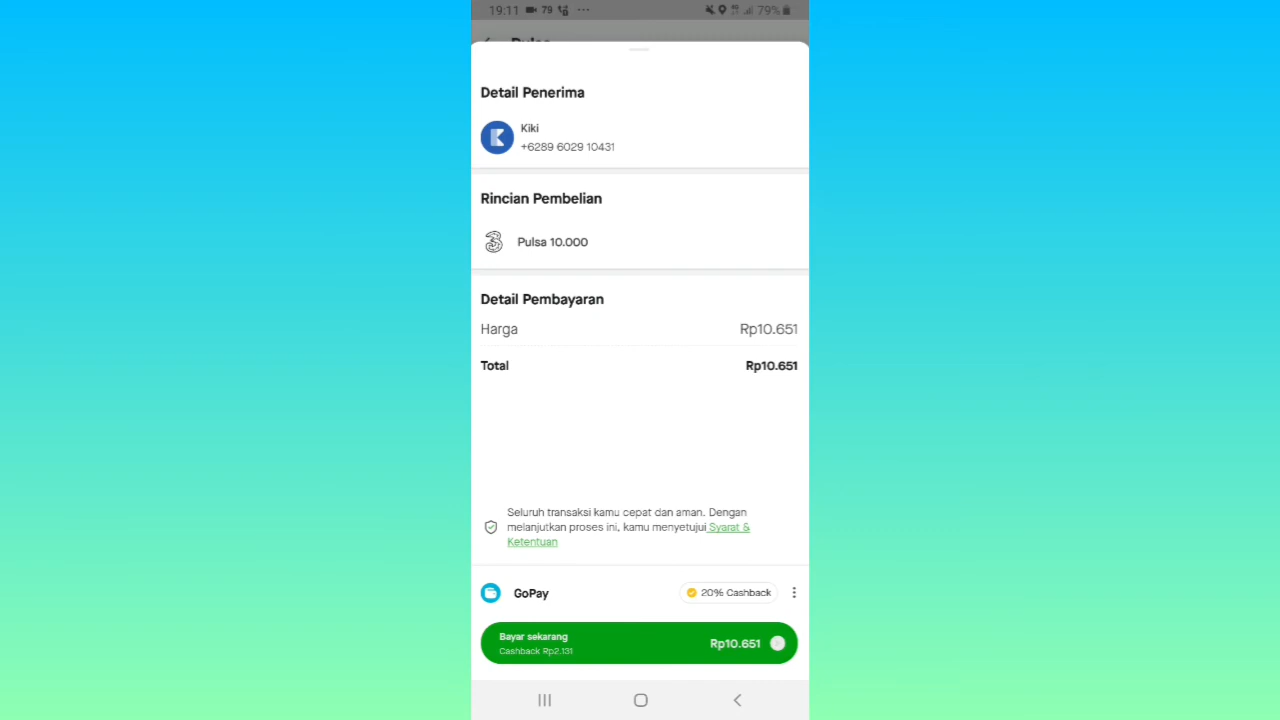 19:11 79 ... 79%
Detail Penerima
Kiki
+6289 6029 10431
Rincian Pembelian
3 Pulsa 10.000
Detail Pembayaran
Harga Rp10.651
Total Rp10.651
Seluruh transaksi kamu cepat dan aman. Dengan
melanjutkan proses ini, kamu menyetujui Syarat &
Ketentuan
GoPay 20% Cashback
Bayar sekarang
Cashback Rp2.131 Rp10.651